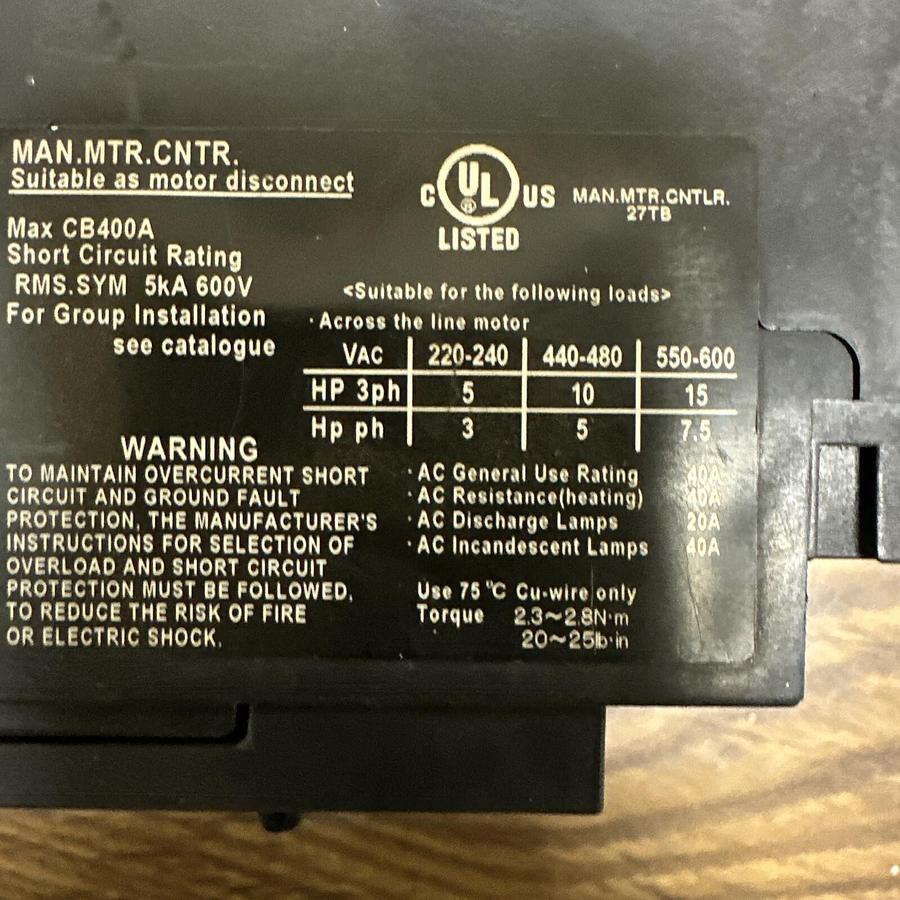 MAN.MTR.CNTR.
Suitable as motor disconnect
Max CB400A
Short Circuit Rating
RMS.SYM 5kA 600V
For Group Installation
see catalogue
C UL ® US
LISTED
MAN.MTR.CNTLR.
27TB
<Suitable for the following loads>
·Across the line motor
VAC 220-240 440-480 550-600
HP 3ph 5 10 15
Hp ph 3 5 7.5
WARNING
TO MAINTAIN OVERCURRENT SHORT
CIRCUIT AND GROUND FAULT
PROTECTION, THE MANUFACTURER'S
INSTRUCTIONS FOR SELECTION OF
OVERLOAD AND SHORT CIRCUIT
PROTECTION MUST BE FOLLOWED,
TO REDUCE THE RISK OF FIRE
OR ELECTRIC SHOCK.
·AC General Use Rating 40A
·AC Resistance(heating) 40A
·AC Discharge Lamps 20A
·AC Incandescent Lamps 40A
Use 75 °C Cu-wire only
Torque 2.3~2.8N·m
20~25lb·in